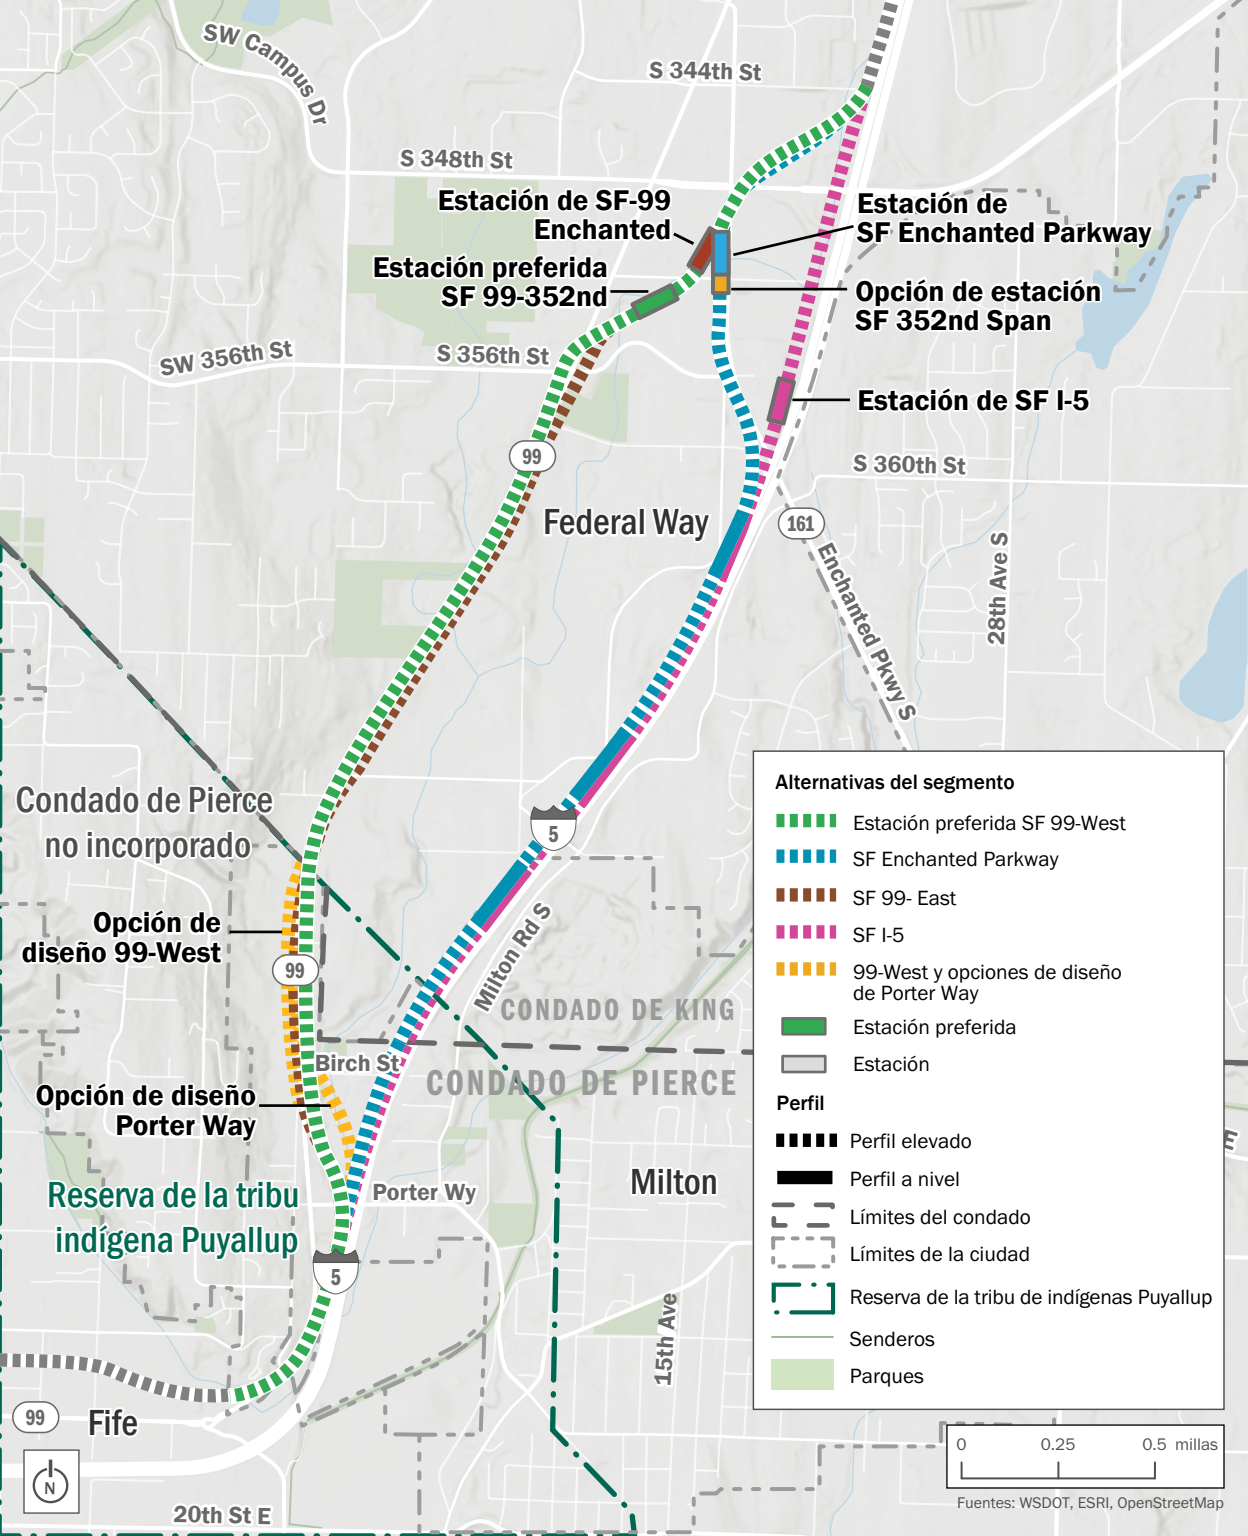 SW Campus Dr
S 344th St
S 348th St
Estación de SF-99
Enchanted
Estación de
SF Enchanted Parkway
Estación preferida
SF 99-352nd
Opción de estación
SF 352nd Span
SW 356th St
S 356th St
Estación de SF I-5
99
S 360th St
Federal Way
161
Enchanted Pkwy S
28th Ave S
Condado de Pierce
no incorporado
5
Opción de
diseño 99-West
99
Milton Rd S
CONDADO DE KING
Birch St
CONDADO DE PIERCE
Opción de diseño
Porter Way
Reserva de la tribu
indígena Puyallup
Porter Wy
Milton
5
15th Ave
99
Fife
N
20th St E
E
Alternativas del segmento
Estación preferida SF 99-West
SF Enchanted Parkway
SF 99- East
SF I-5
99-West y opciones de diseño
de Porter Way
Estación preferida
Estación
Perfil
Perfil elevado
Perfil a nivel
Límites del condado
Límites de la ciudad
Reserva de la tribu de indígenas Puyallup
Senderos
Parques
0 0.25 0.5 millas
Fuentes: WSDOT, ESRI, OpenStreetMap